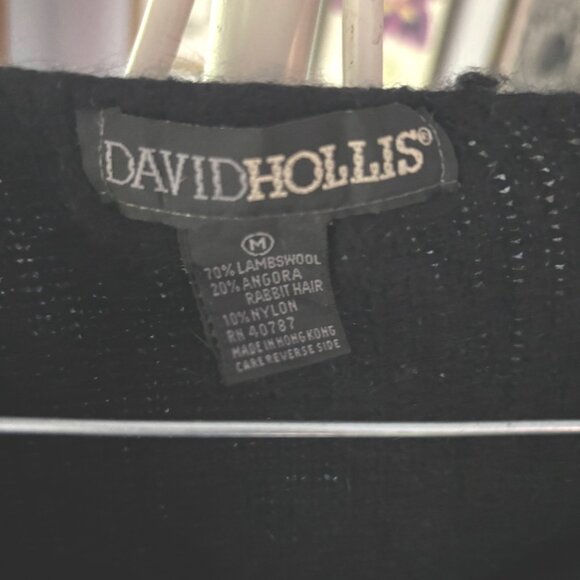 DAVIDHOLLIS®
M
70% LAMBSWOOL
20% ANGORA
RABBIT HAIR
10% NYLON
RN 40787
MADE IN HONG KONG
CARE REVERSE SIDE